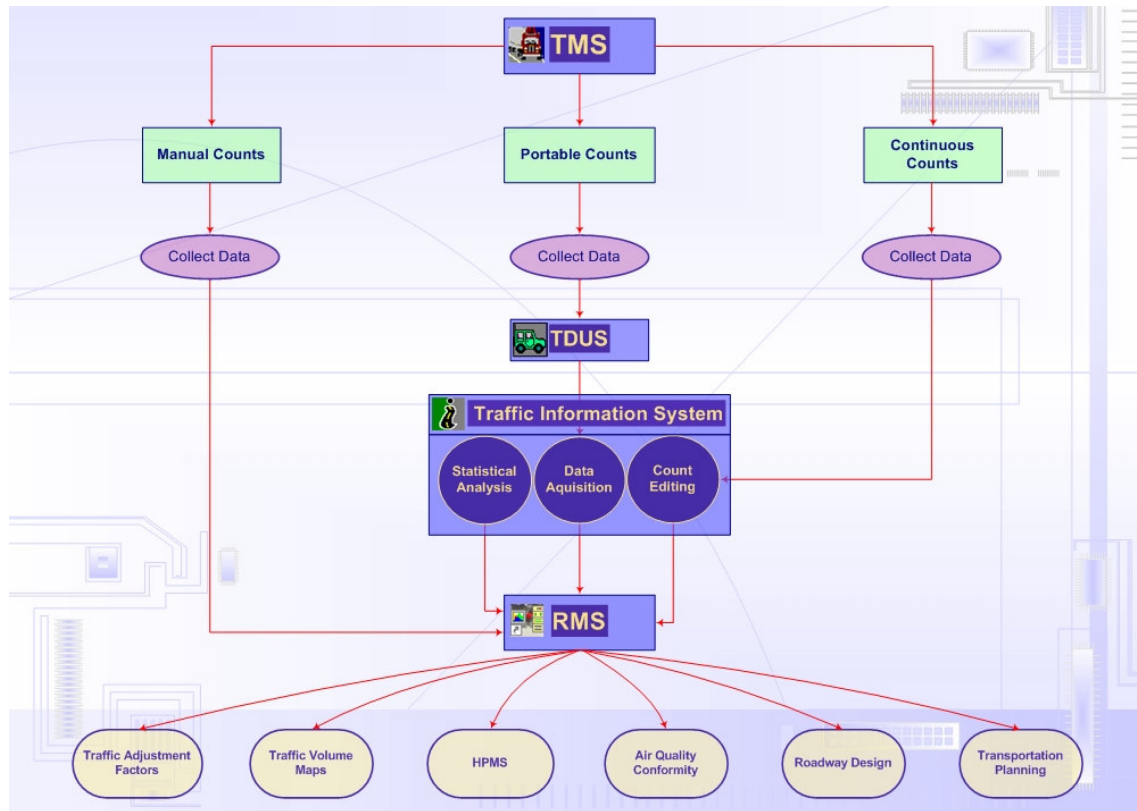 TMS
Manual Counts
Portable Counts
Continuous
Counts
Collect Data
Collect Data
Collect Data
TDUS
Traffic Information System
Statistical
Analysis
Data
Aquisition
Count
Editing
RMS
Traffic Adjustment
Factors
Traffic Volume
Maps
HPMS
Air Quality
Conformity
Roadway Design
Transportation
Planning